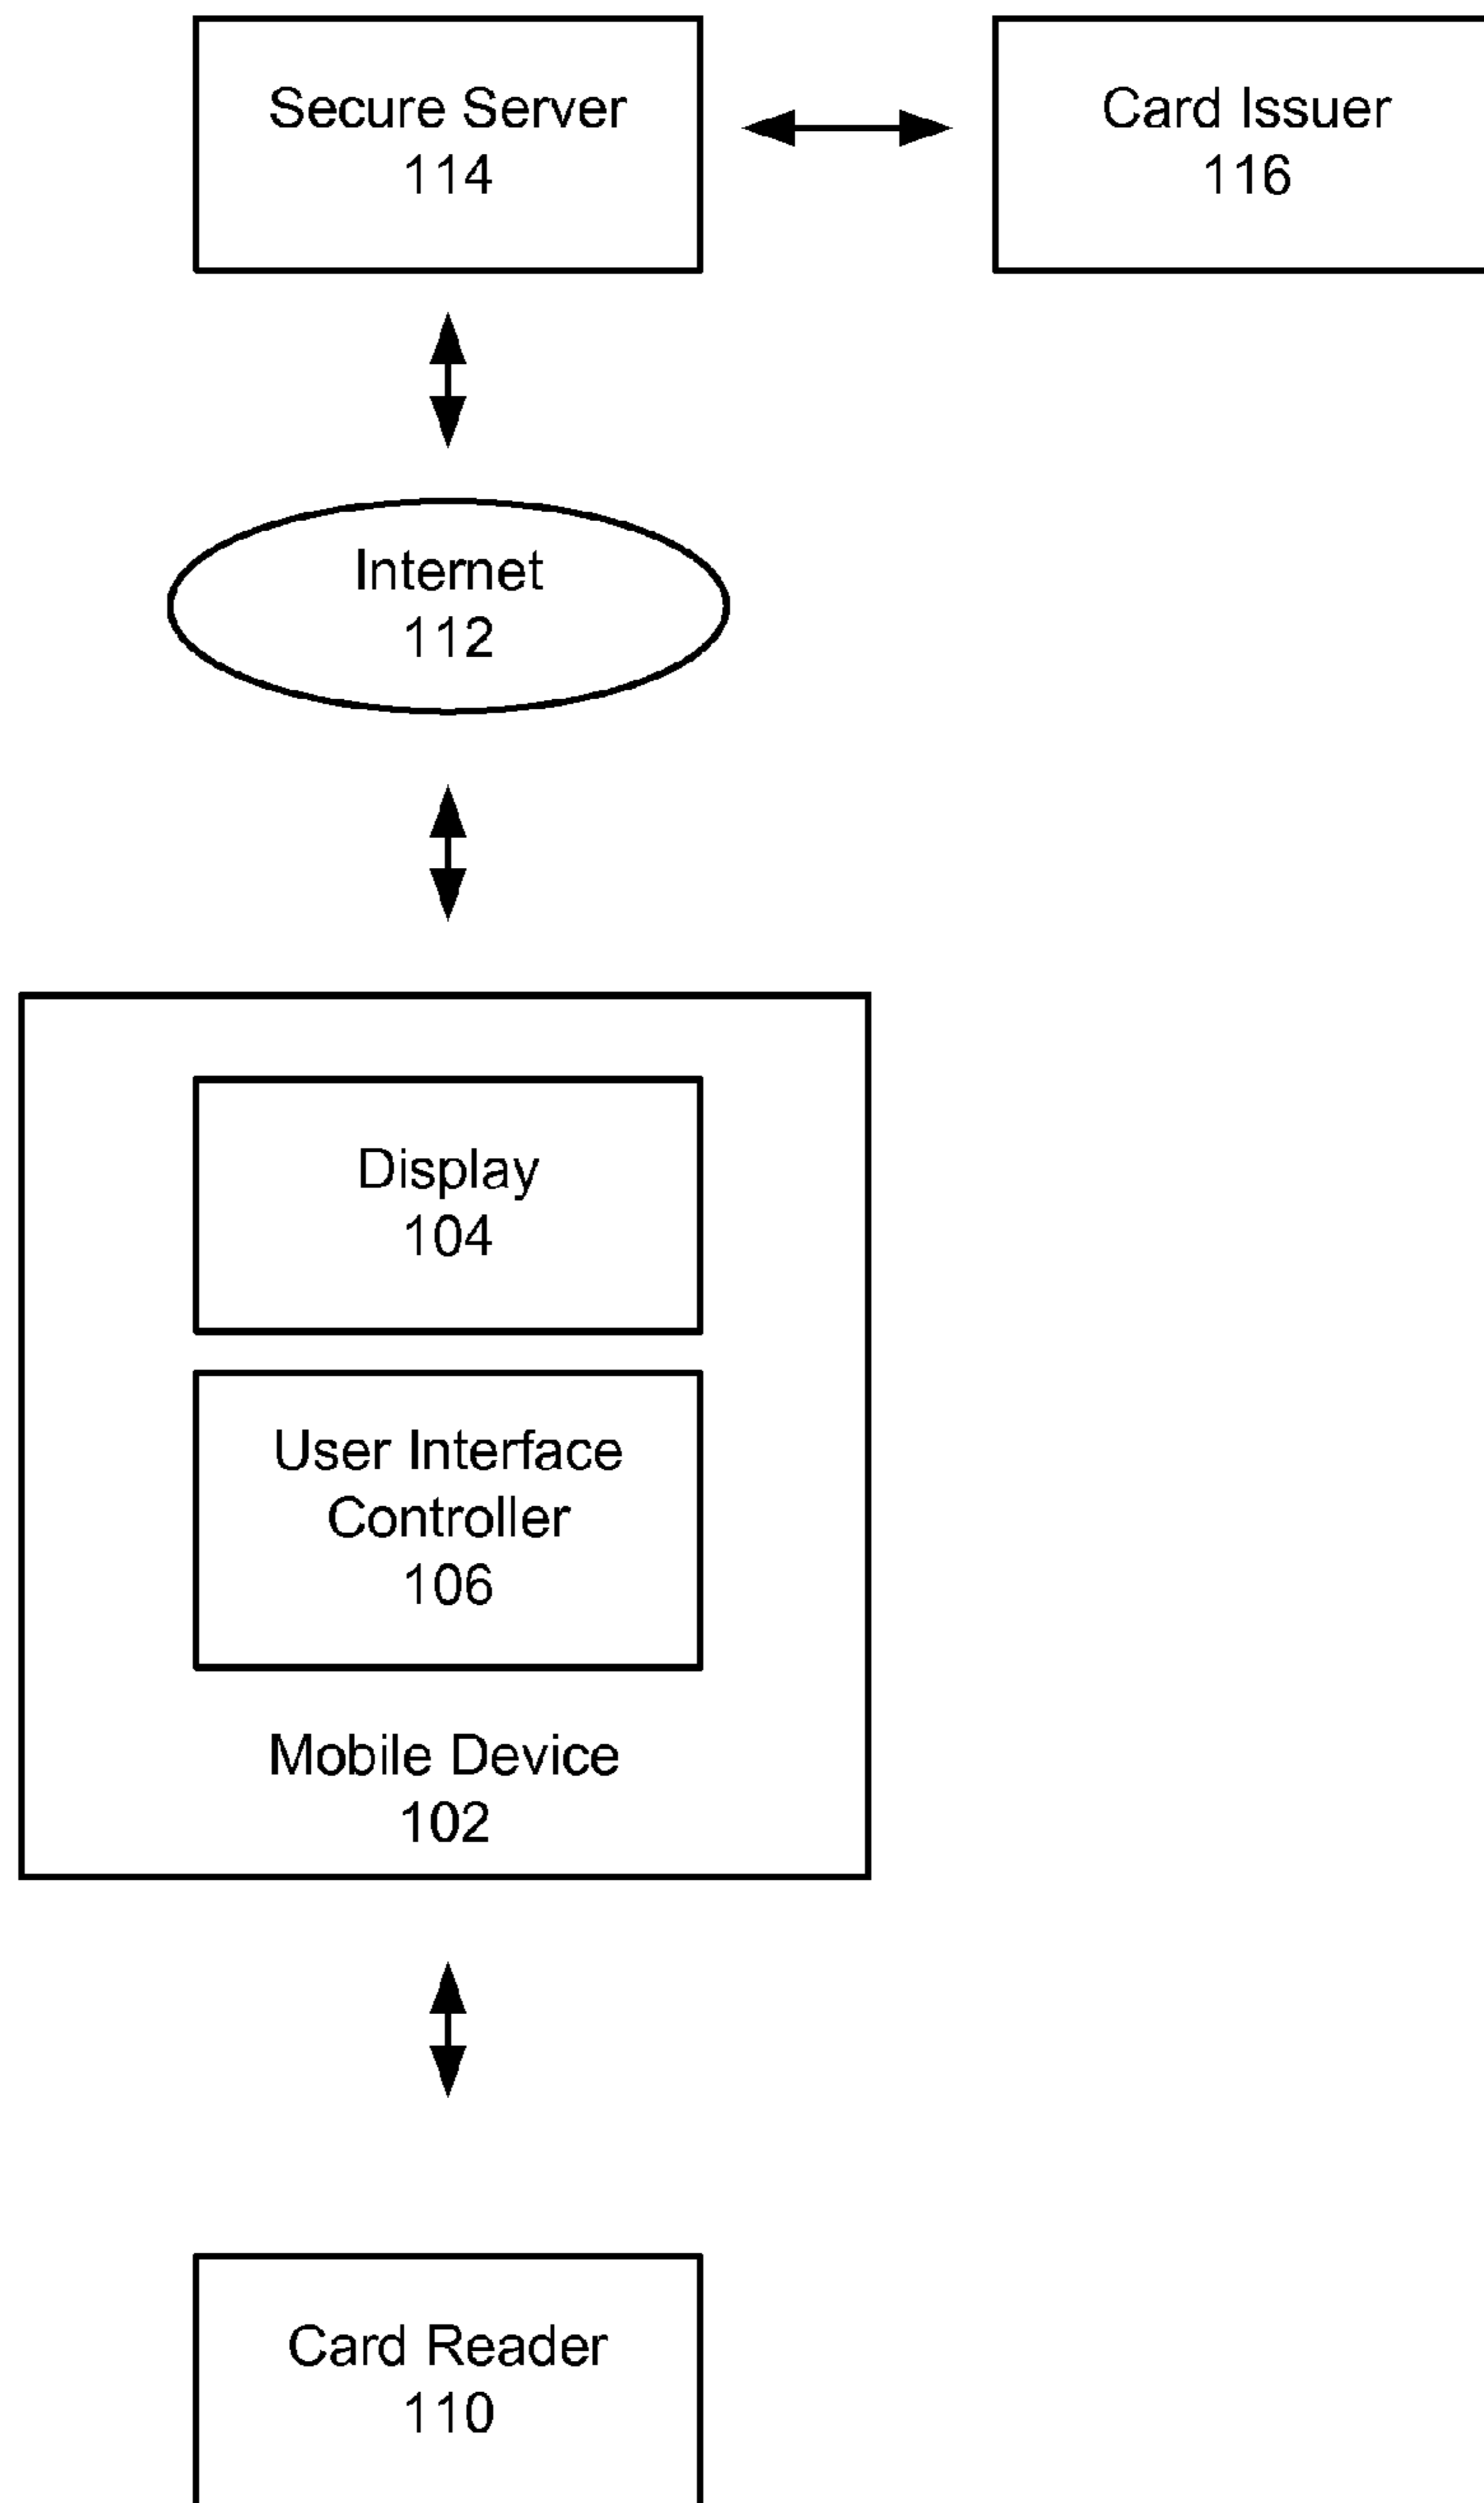 Secure Server
114
Card Issuer
116
Internet
112
Display
104
User Interface
Controller
106
Mobile Device
102
Card Reader
110